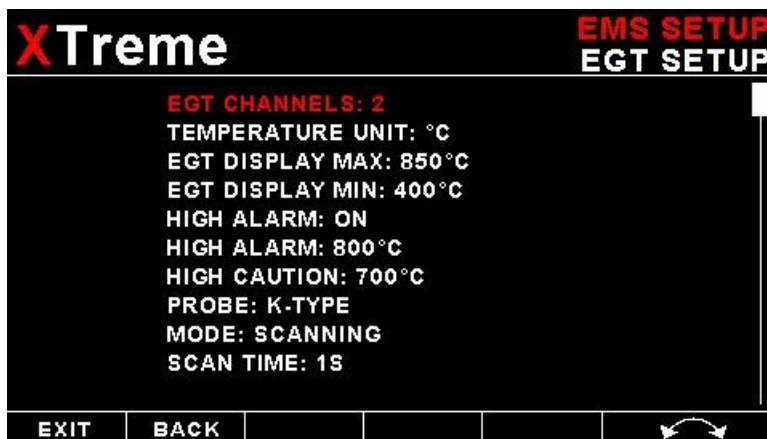 XTreme
EMS SETUP
EGT SETUP
EGT CHANNELS: 2
TEMPERATURE UNIT: °C
EGT DISPLAY MAX: 850°C
EGT DISPLAY MIN: 400°C
HIGH ALARM: ON
HIGH ALARM: 800°C
HIGH CAUTION: 700°C
PROBE: K-TYPE
MODE: SCANNING
SCAN TIME: 1S
EXIT BACK